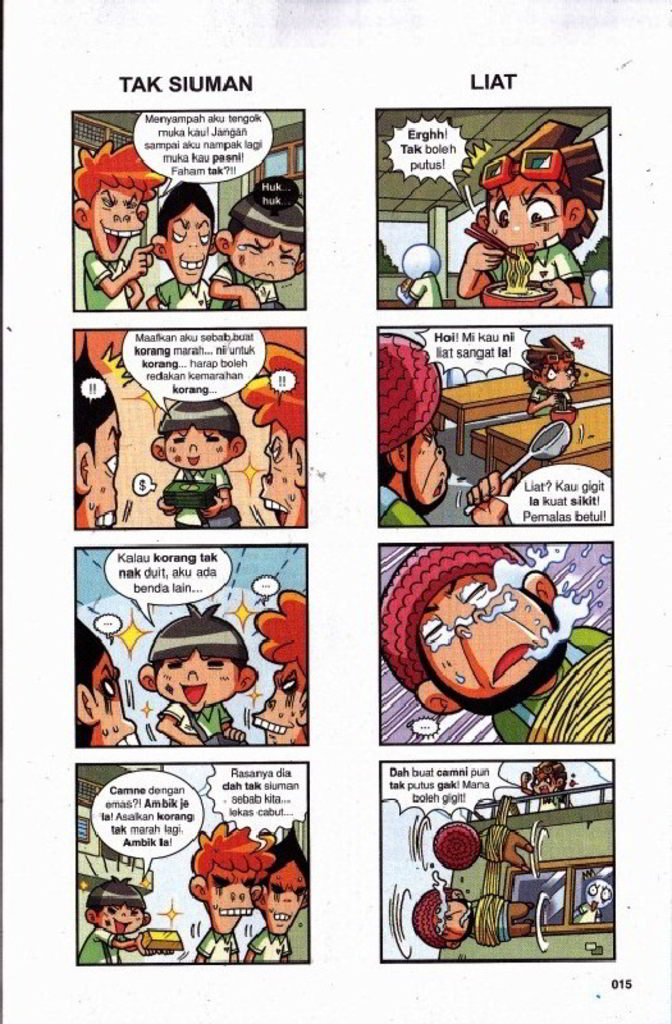 TAK SIUMAN
Menyampah aku tengok
muka kau! Jangan
sampai aku nampak lagi
muka kau pasni!
Faham tak?!!
Huk...
huk...
!!
Maafkan aku sebab buat
korang marah... ni untuk
korang... harap boleh
redakan kemarahan
korang...
!!
$
Kalau korang tak
nak duit, aku ada
benda lain...
...
...
Camne dengan
emas?! Ambik je
la! Asalkan korang
tak marah lagi.
Ambik la!
Rasanya dia
dah tak siuman
sebab kita...
lekas cabut....
LIAT
Errghh!
Tak boleh
putus!
Hoi! Mi kau ni
liat sangat la!
Liat? Kau gigit
la kuat sikit!
Pemalas betul!
...
Dah buat camni pun
tak putus gak! Mana
boleh gigit!
015